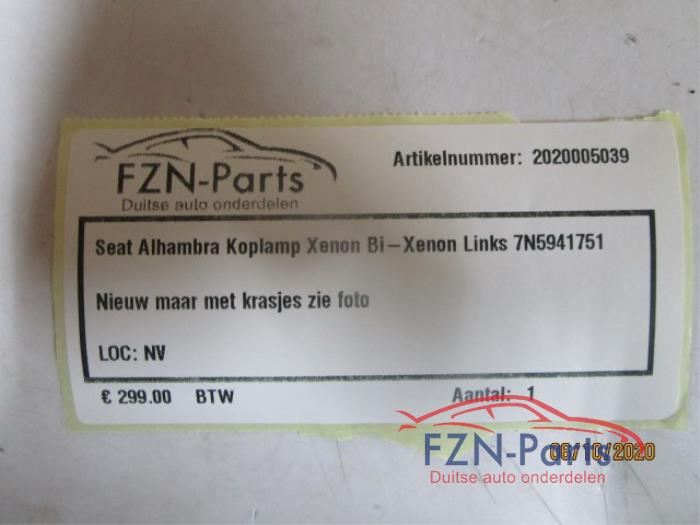 FZN-Parts
Duitse auto onderdelen
Artikelnummer: 2020005039
Seat Alhambra Koplamp Xenon Bi-Xenon Links 7N5941751
Nieuw maar met krasjes zie foto
LOC: NV
€ 299.00 BTW
Aantal: 1
06/10/2020
FZN-Parts
Duitse auto onderdelen